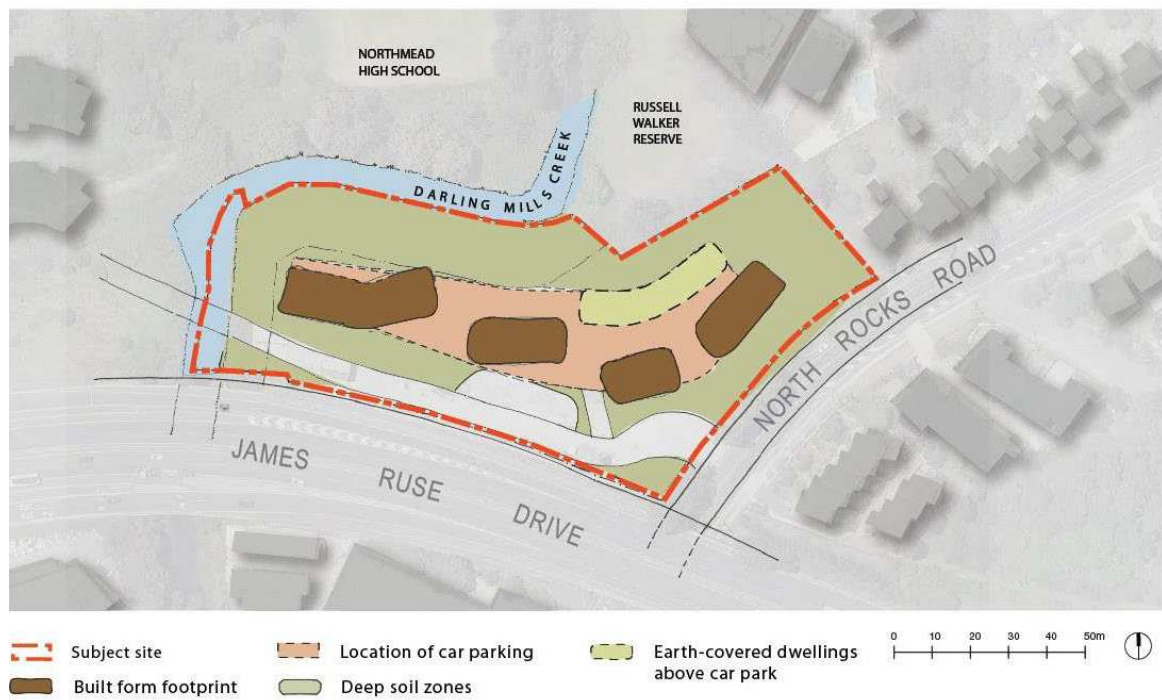 NORTHMEAD
HIGH SCHOOL
RUSSELL
WALKER
RESERVE
DARLING MILLS CREEK
NORTH ROCKS ROAD
JAMES RUSE DRIVE
Subject site
Built form footprint
Location of car parking
Deep soil zones
Earth-covered dwellings
above car park
0 10 20 30 40 50m